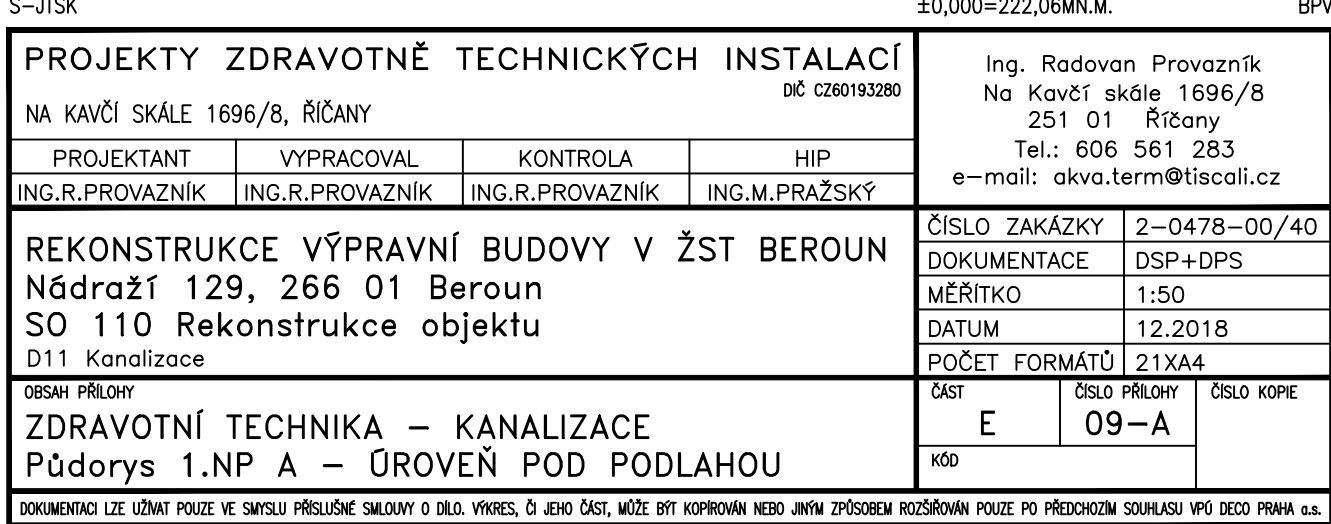 S-JTSK ±0,000=222,06MN.M. BPV
PROJEKTY ZDRAVOTNĚ TECHNICKÝCH INSTALACÍ
DIČ CZ60193280
NA KAVČÍ SKÁLE 1696/8, ŘÍČANY
Ing. Radovan Provazník
Na Kavčí skále 1696/8
251 01 Říčany
Tel.: 606 561 283
e-mail: akva.term@tiscali.cz
PROJEKTANT VYPRACOVAL KONTROLA HIP
ING.R.PROVAZNÍK ING.R.PROVAZNÍK ING.R.PROVAZNÍK ING.M.PRAŽSKÝ
REKONSTRUKCE VÝPRAVNÍ BUDOVY V ŽST BEROUN
Nádraží 129, 266 01 Beroun
SO 110 Rekonstrukce objektu
D11 Kanalizace
ČÍSLO ZAKÁZKY 2-0478-00/40
DOKUMENTACE DSP+DPS
MĚŘÍTKO 1:50
DATUM 12.2018
POČET FORMÁTŮ 21XA4
OBSAH PŘÍLOHY
ZDRAVOTNÍ TECHNIKA - KANALIZACE
Půdorys 1.NP A - ÚROVEŇ POD PODLAHOU
ČÁST ČÍSLO PŘÍLOHY ČÍSLO KOPIE
E 09-A
KÓD
DOKUMENTACI LZE UŽÍVAT POUZE VE SMYSLU PŘÍSLUŠNÉ SMLOUVY O DÍLO. VÝKRES, ČI JEHO ČÁST, MŮŽE BÝT KOPÍROVÁN NEBO JINÝM ZPŮSOBEM ROZŠIŘOVÁN POUZE PO PŘEDCHOZÍM SOUHLASU VPÚ DECO PRAHA a.s.